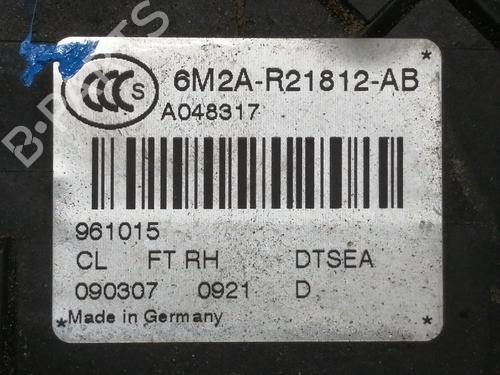 6M2A-R21812-AB
S
A048317
961015
CL FT RH DTSEA
090307 0921 D
*Made in Germany *
B-PARTS